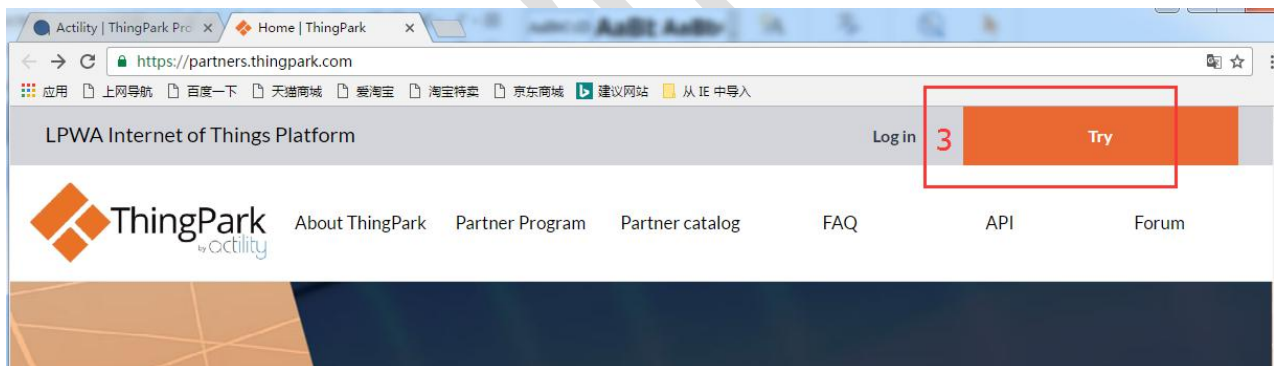 Actility | ThingPark Pro Home | ThingPark
https://partners.thingpark.com
应用 上网导航 百度一下 天猫商城 爱淘宝 淘宝特卖 京东商城 建议网站 从 IE 中导入
LPWA Internet of Things Platform Log in 3 Try
ThingPark About ThingPark Partner Program Partner catalog FAQ API Forum
by actility